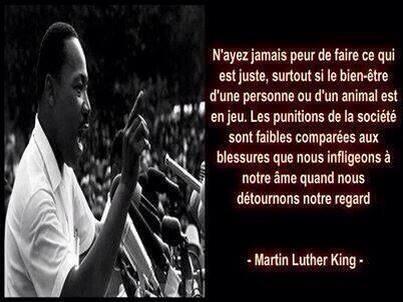 N'ayez jamais peur de faire ce qui
est juste, surtout si le bien-être
d'une personne ou d'un animal est
en jeu. Les punitions de la société
sont faibles comparées aux
blessures que nous infligeons à
notre âme quand nous
détournons notre regard
- Martin Luther King -